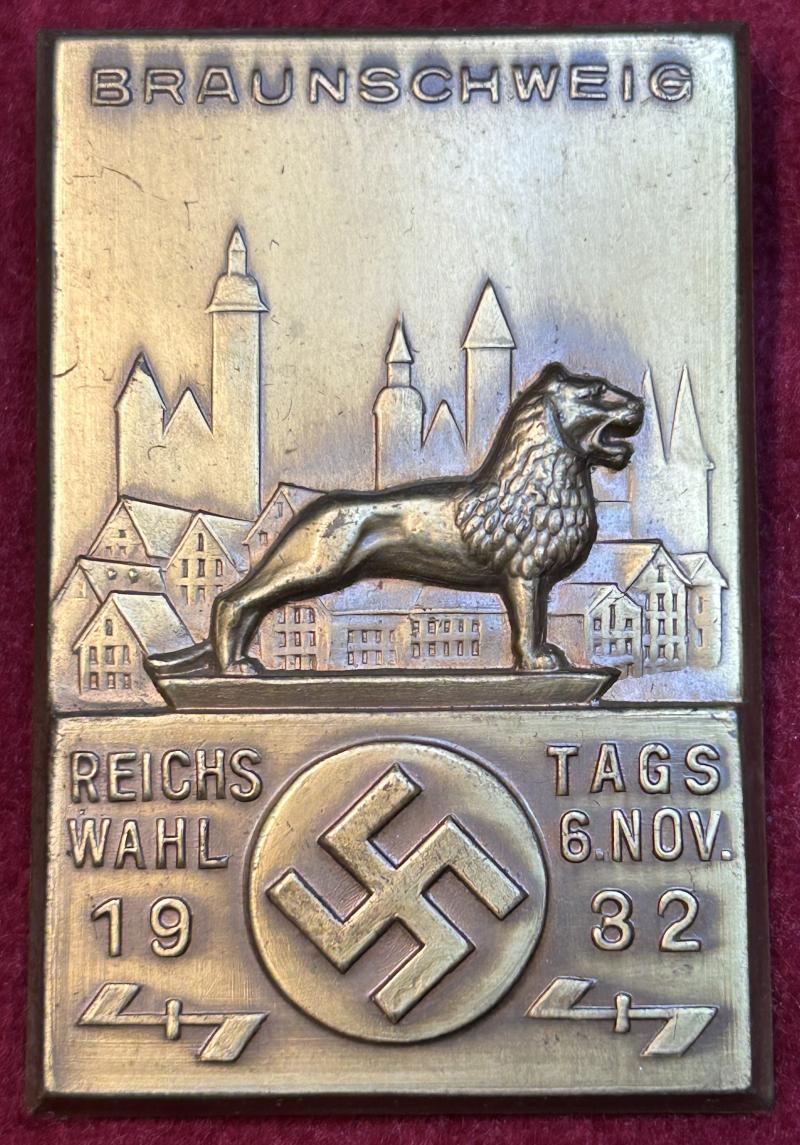 BRAUNSCHWEIG
REICHS TAGS
WAHL 6.NOV.
19 32